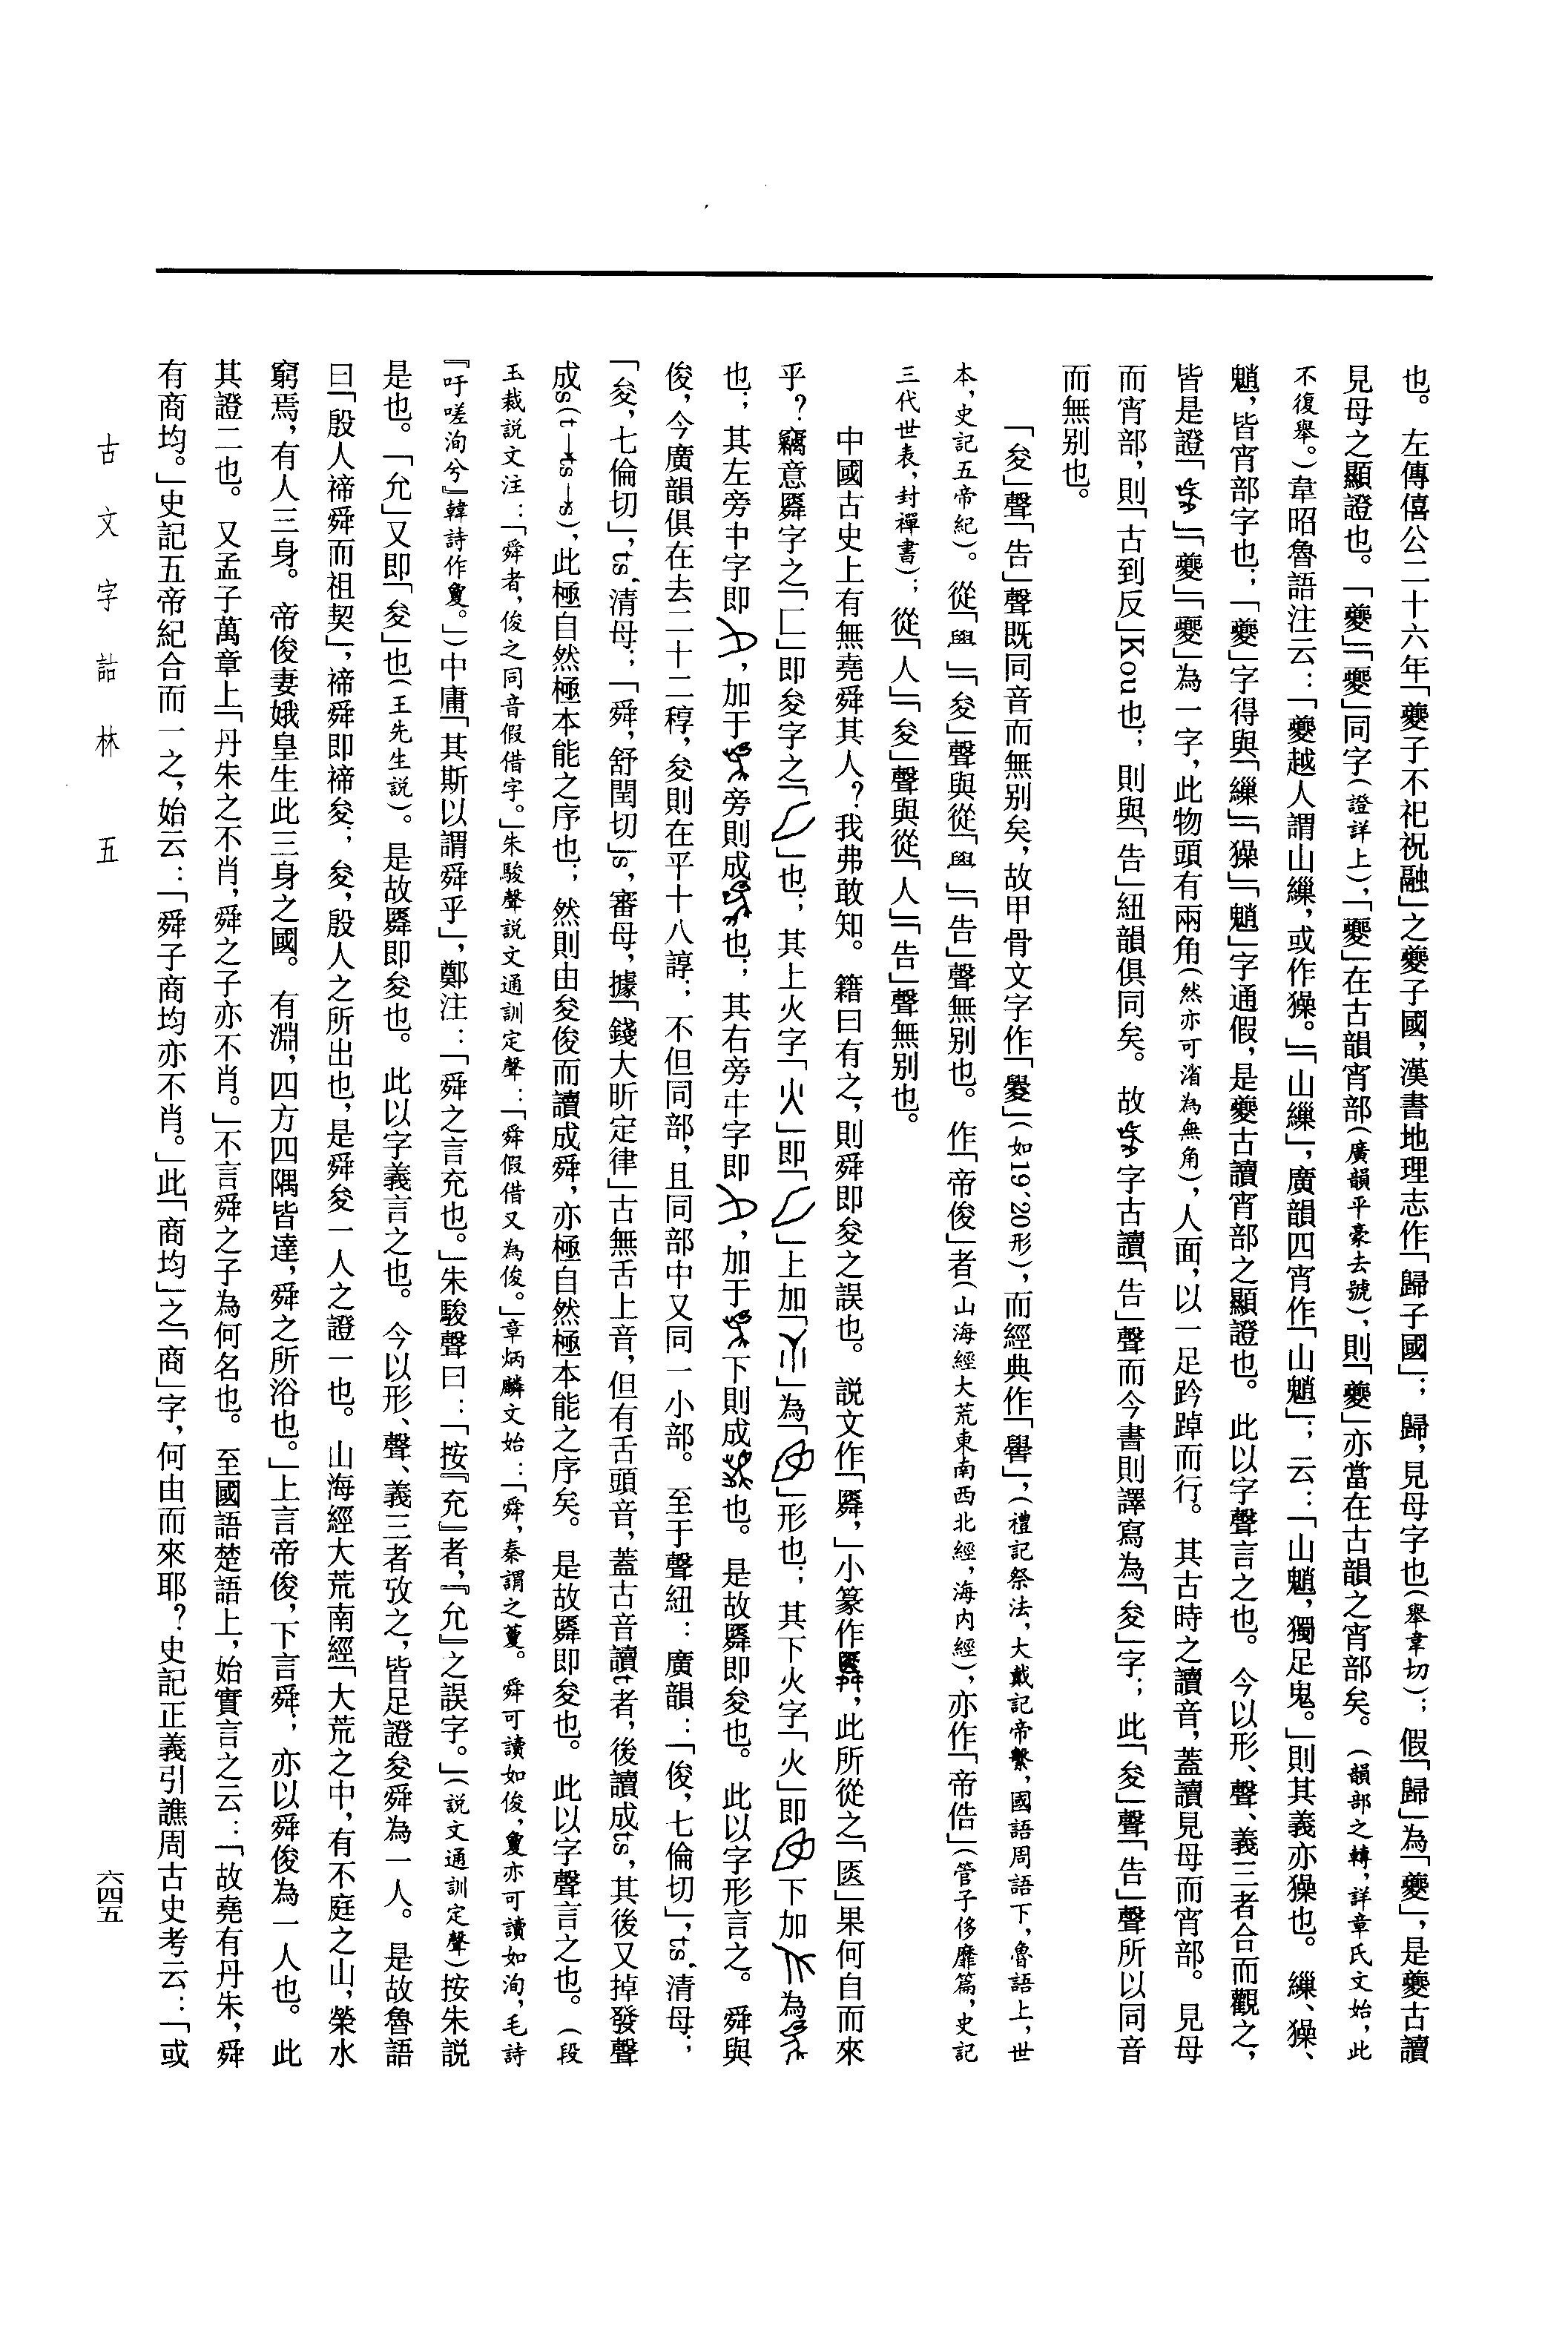 也。左傳僖公二十六年「夔子不祀祝融」之夔子國，漢書地理志作「歸子國」；歸，見母字也（舉韋切）；假「歸」為「夔」，是夔古讀
見母之顯證也。「夔」「夒」同字（證詳上），「夒」在古韻宵部（廣韻平豪去號），則「夔」亦當在古韻之宵部矣。（韻部之轉，詳章氏文始，此
不復舉。）韋昭魯語注云：「夔越人謂山繅，或作獟。」「山繅」，廣韻四宵作「山魈」；云：「山魈，獨足鬼。」則其義亦獟也。繅、獟、
魈，皆宵部字也；「夔」字得與「繅」「獟」「魈」字通假，是夔古讀宵部之顯證也。此以字聲言之也。今以形、聲、義三者合而觀之，
皆是證「」「夔」「夒」為一字，此物頭有兩角（然亦可渻為無角），人面，以一足趻踔而行。其古時之讀音，蓋讀見母而宵部。見母
而宵部，則「古到反」Kou也；則與「告」紐韻俱同矣。故字古讀「告」聲而今書則譯寫為「夋」字；此「夋」聲「告」聲所以同音
而無別也。
「夋」聲「告」聲既同音而無別矣，故甲骨文字作「」（如19、20形），而經典作「嚳」，（禮記祭法，大戴記帝繫，國語周語下，魯語上，世
本，史記五帝紀）。從「」「夋」聲與從「」「告」聲無別也。作「帝俊」者（山海經大荒東南西北經，海内經），亦作「帝俈」（管子侈靡篇，史記
三代世表，封禪書）；從「人」「夋」聲與從「人」「告」聲無別也。
中國古史上有無堯舜其人？我弗敢知。籍曰有之，則舜即夋之誤也。説文作「䑞，」小篆作，此所從之「」果何自而來
乎？竊意䑞字之「匚」即夋字之「」也；其上火字「火」即「」上加「」為「」形也；其下火字「火」即下加為
也；其左旁㐄字即，加于旁則成也；其右旁㐄字即，加于下則成也。是故䑞即夋也。此以字形言之。舜與
俊，今廣韻俱在去二十二稕，夋則在平十八諄；不但同部，且同部中又同一小部。至于聲紐：廣韻：「俊，七倫切」，ts‘清母；
「夋，七倫切」，ts‘清母；「舜，舒閏切」s，審母，據「錢大昕定律」古無舌上音，但有舌頭音，蓋古音讀t者，後讀成ts，其後又掉發聲
成s（t→ts→s），此極自然極本能之序也；然則由夋俊而讀成舜，亦極自然極本能之序矣。是故䑞即夋也。此以字聲言之也。（段
玉裁説文注：「舜者，俊之同音假借字。」朱駿聲説文通訓定聲：「舜假借又為俊。」章炳麟文始：「舜，秦謂之藑。舜可讀如俊，敻亦可讀如洵，毛詩
『吁嗟洵兮』韓詩作敻。」）中庸「其斯以謂舜乎」，鄭注：「舜之言充也。」朱駿聲曰：「按『充』者，『允』之誤字。」（説文通訓定聲）按朱説
是也。「允」又即「夋」也（王先生説）。是故䑞即夋也。此以字義言之也。今以形、聲、義三者攷之，皆足證夋舜為一人。是故魯語
曰「殷人禘舜而祖契」，禘舜即禘夋；夋，殷人之所出也，是舜夋一人之證一也。山海經大荒南經「大荒之中，有不庭之山，榮水
窮焉，有人三身。帝俊妻娥皇生此三身之國。有淵，四方四隅皆達，舜之所浴也。」上言帝俊，下言舜；亦以舜俊為一人也。此
其證二也。又孟子萬章上「丹朱之不肖，舜之子亦不肖。」不言舜之子為何名也。至國語楚語上，始實言之云：「故堯有丹朱，舜
有商均。」史記五帝紀合而一之，始云：「舜子商均亦不肖。」此「商均」之「商」字，何由而來耶？史記正義引譙周古史考云：「或
古文字詁林　五
六四五